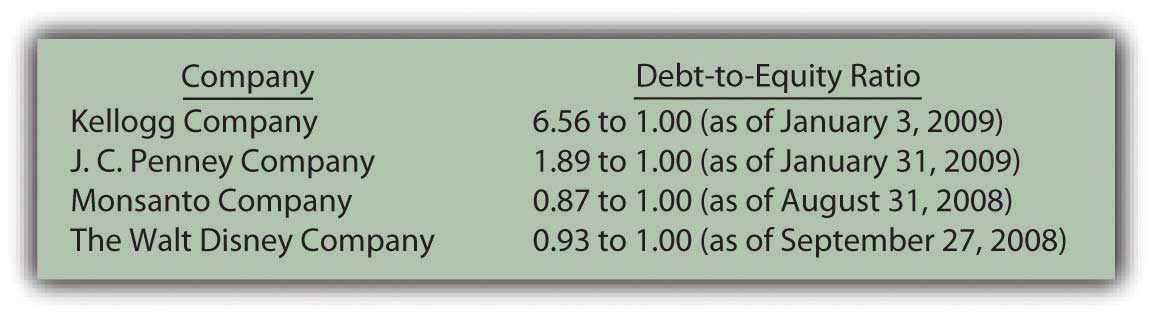 Company Debt-to-Equity Ratio
Kellogg Company 6.56 to 1.00 (as of January 3, 2009)
J. C. Penney Company 1.89 to 1.00 (as of January 31, 2009)
Monsanto Company 0.87 to 1.00 (as of August 31, 2008)
The Walt Disney Company 0.93 to 1.00 (as of September 27, 2008)